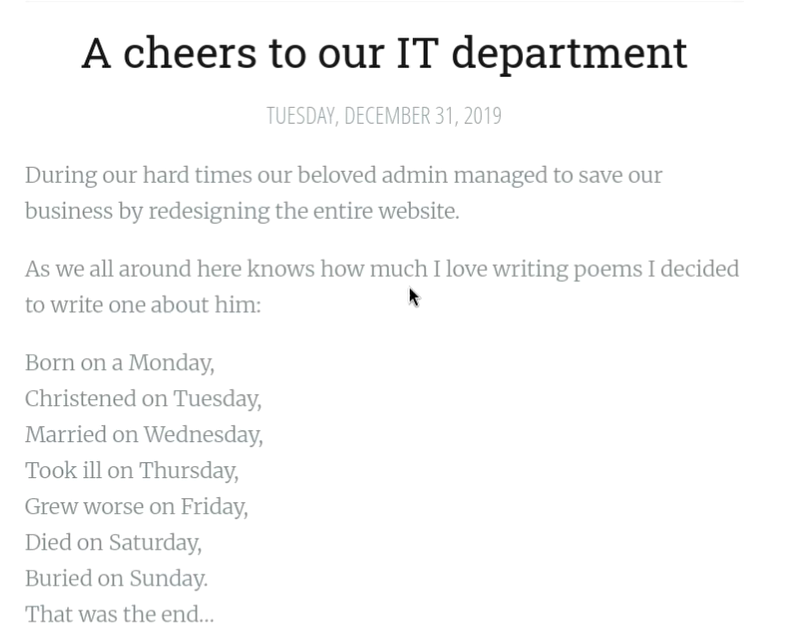 A cheers to our IT department
TUESDAY, DECEMBER 31, 2019
During our hard times our beloved admin managed to save our
business by redesigning the entire website.
As we all around here knows how much I love writing poems I decided
to write one about him:
Born on a Monday,
Christened on Tuesday,
Married on Wednesday,
Took ill on Thursday,
Grew worse on Friday,
Died on Saturday,
Buried on Sunday.
That was the end…